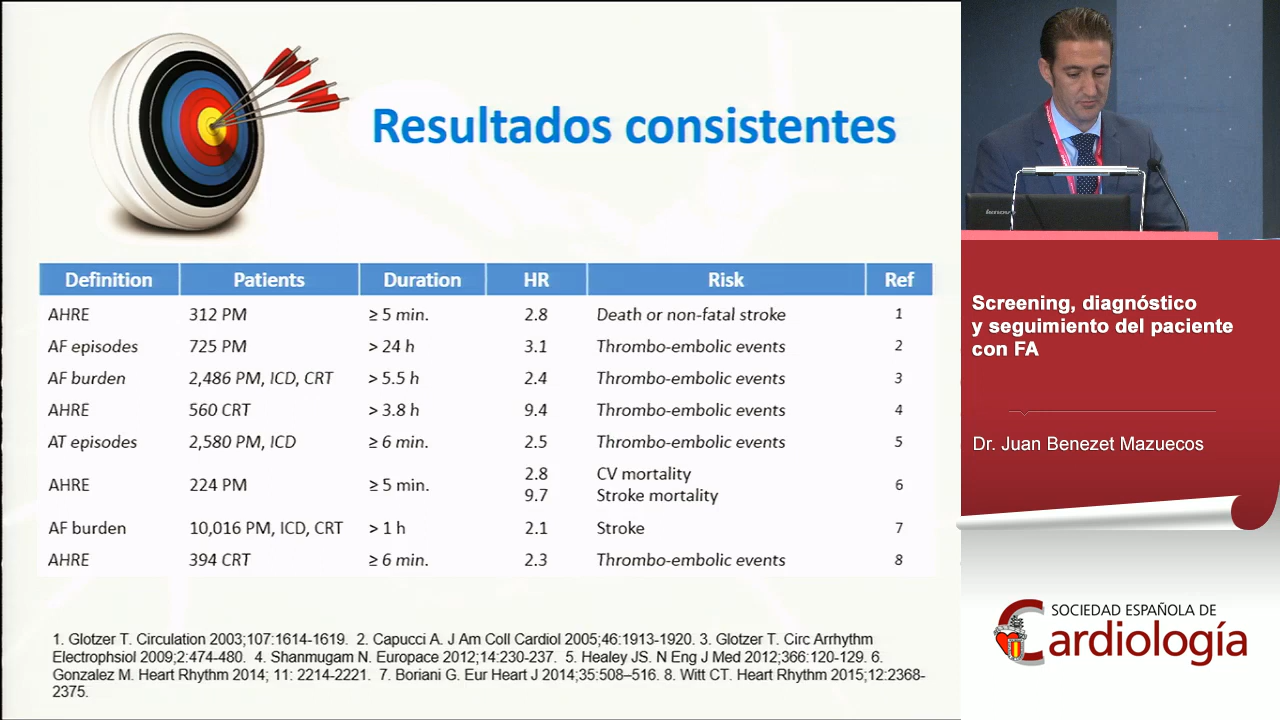 Resultados consistentes
Definition Patients Duration HR Risk Ref
AHRE 312 PM ≥ 5 min. 2.8 Death or non-fatal stroke 1
AF episodes 725 PM > 24 h 3.1 Thrombo-embolic events 2
AF burden 2,486 PM, ICD, CRT > 5.5 h 2.4 Thrombo-embolic events 3
AHRE 560 CRT > 3.8 h 9.4 Thrombo-embolic events 4
AT episodes 2,580 PM, ICD ≥ 6 min. 2.5 Thrombo-embolic events 5
AHRE 224 PM ≥ 5 min. 2.8 CV mortality 6
9.7 Stroke mortality
AF burden 10,016 PM, ICD, CRT > 1 h 2.1 Stroke 7
AHRE 394 CRT ≥ 6 min. 2.3 Thrombo-embolic events 8
1. Glotzer T. Circulation 2003;107:1614-1619. 2. Capucci A. J Am Coll Cardiol 2005;46:1913-1920. 3. Glotzer T. Circ Arrhythm
Electrophsiol 2009;2:474-480. 4. Shanmugam N. Europace 2012;14:230-237. 5. Healey JS. N Eng J Med 2012;366:120-129. 6.
Gonzalez M. Heart Rhythm 2014; 11: 2214-2221. 7. Boriani G. Eur Heart J 2014;35:508–516. 8. Witt CT. Heart Rhythm 2015;12:2368-
2375.
lenovo
Screening, diagnóstico
y seguimiento del paciente
con FA
Dr. Juan Benezet Mazuecos
SOCIEDAD ESPAÑOLA DE
Cardiología